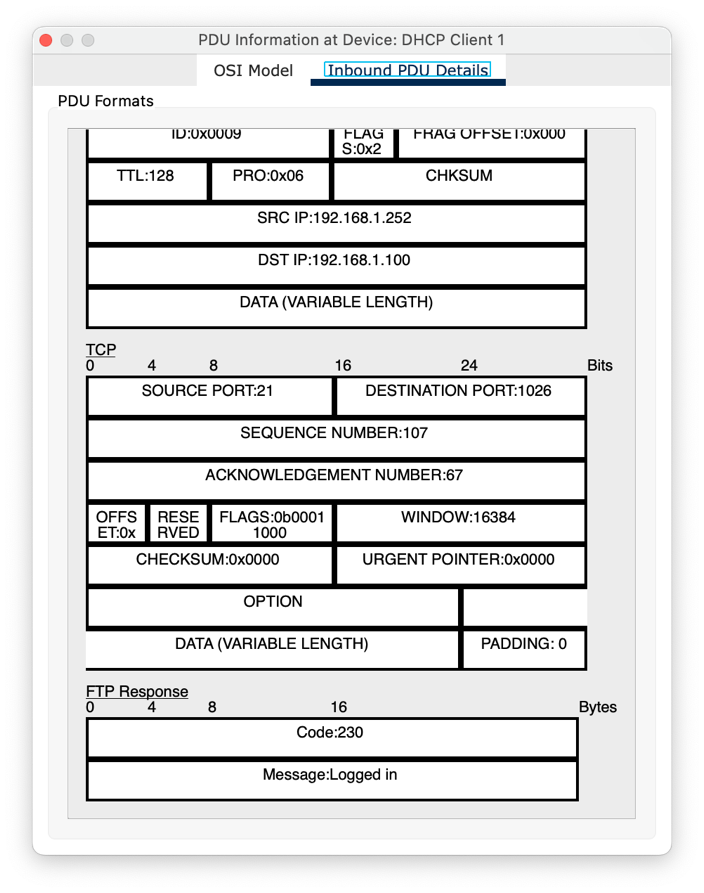 PDU Information at Device: DHCP Client 1
OSI Model Inbound PDU Details
PDU Formats
ID:0x0009 FLAG FRAG OFFSET:0x000
S:0x2
TTL:128 PRO:0x06 CHKSUM
SRC IP:192.168.1.252
DST IP:192.168.1.100
DATA (VARIABLE LENGTH)
TCP
0 4 8 16 24 Bits
SOURCE PORT:21 DESTINATION PORT:1026
SEQUENCE NUMBER:107
ACKNOWLEDGEMENT NUMBER:67
OFFS RESE FLAGS:0b0001 WINDOW:16384
ET:0x RVED 1000
CHECKSUM:0x0000 URGENT POINTER:0x0000
OPTION
DATA (VARIABLE LENGTH) PADDING: 0
FTP Response
0 4 8 16 Bytes
Code:230
Message:Logged in